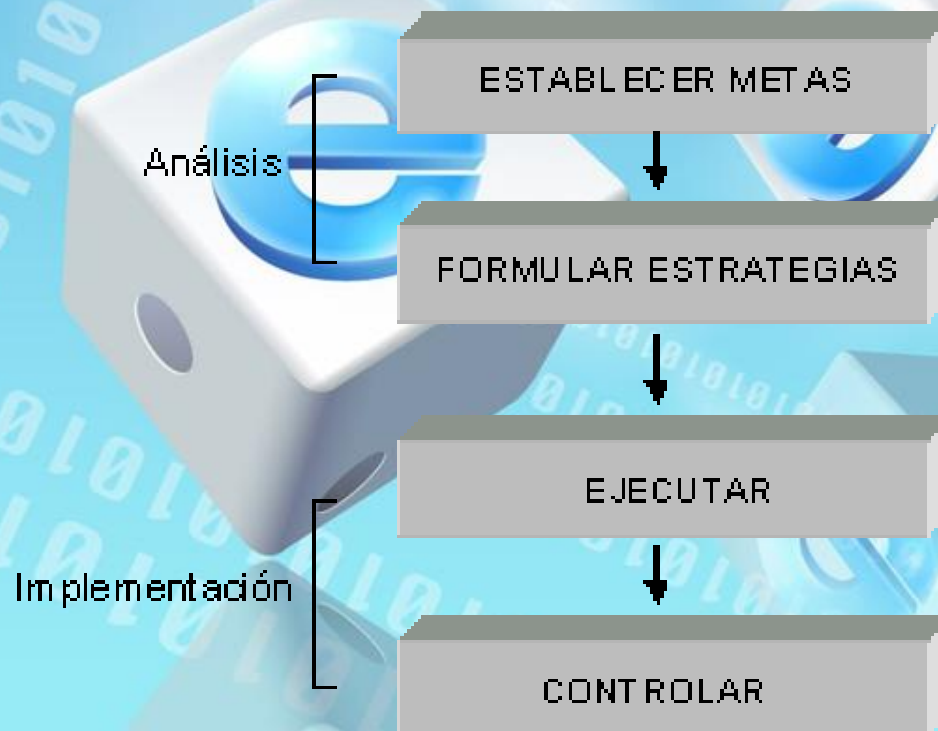 ESTABLECER METAS
Análisis
FORMULAR ESTRATEGIAS
EJECUTAR
Implementación
CONTROLAR